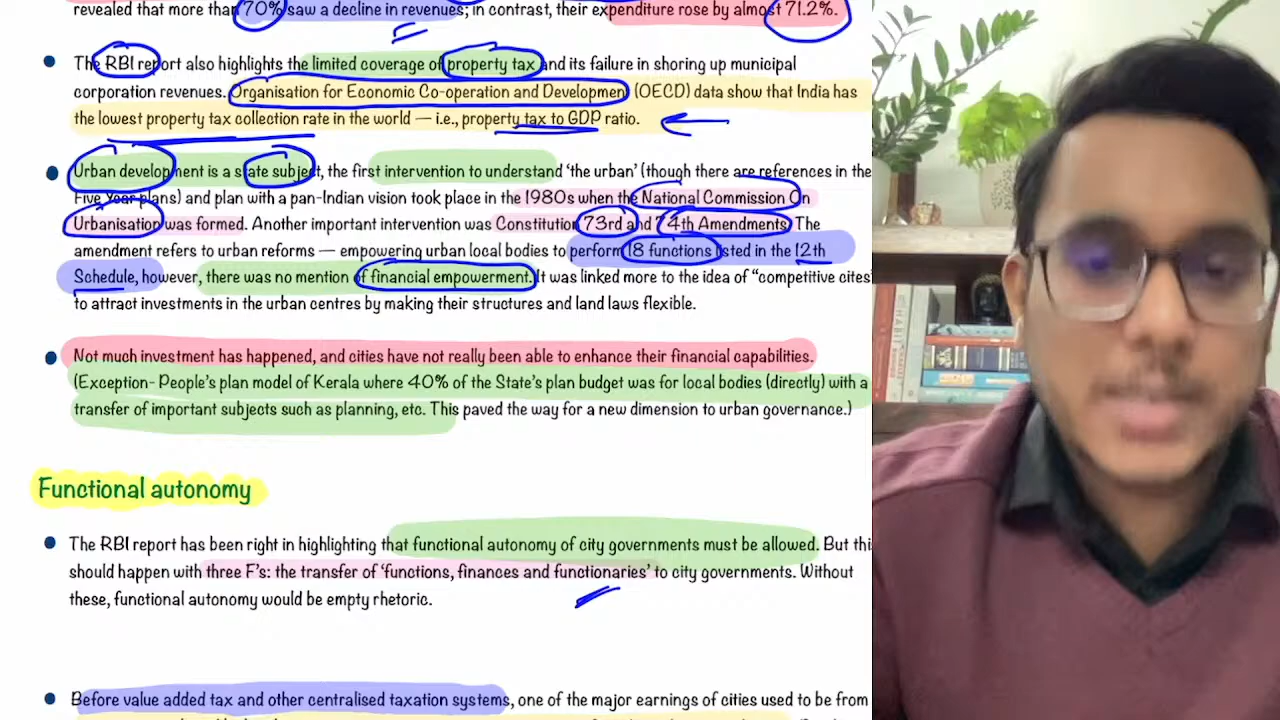 revealed that more than 70% saw a decline in revenues; in contrast, their expenditure rose by almost 71.2%.
The RBI report also highlights the limited coverage of property tax and its failure in shoring up municipal
corporation revenues. Organisation for Economic Co-operation and Development (OECD) data show that India has
the lowest property tax collection rate in the world — i.e., property tax to GDP ratio.
Urban development is a state subject, the first intervention to understand ‘the urban’ (though there are references in the
Five Year plans) and plan with a pan-Indian vision took place in the 1980s when the National Commission On
Urbanisation was formed. Another important intervention was Constitution 73rd and 74th Amendments. The
amendment refers to urban reforms — empowering urban local bodies to perform 18 functions listed in the 12th
Schedule, however, there was no mention of financial empowerment. It was linked more to the idea of “competitive cites
to attract investments in the urban centres by making their structures and land laws flexible.
Not much investment has happened, and cities have not really been able to enhance their financial capabilities.
(Exception- People’s plan model of Kerala where 40% of the State’s plan budget was for local bodies (directly) with a
transfer of important subjects such as planning, etc. This paved the way for a new dimension to urban governance.)
Functional autonomy
The RBI report has been right in highlighting that functional autonomy of city governments must be allowed. But thi
should happen with three F’s: the transfer of ‘functions, finances and functionaries’ to city governments. Without
these, functional autonomy would be empty rhetoric.
Before value added tax and other centralised taxation systems, one of the major earnings of cities used to be from
HABIT